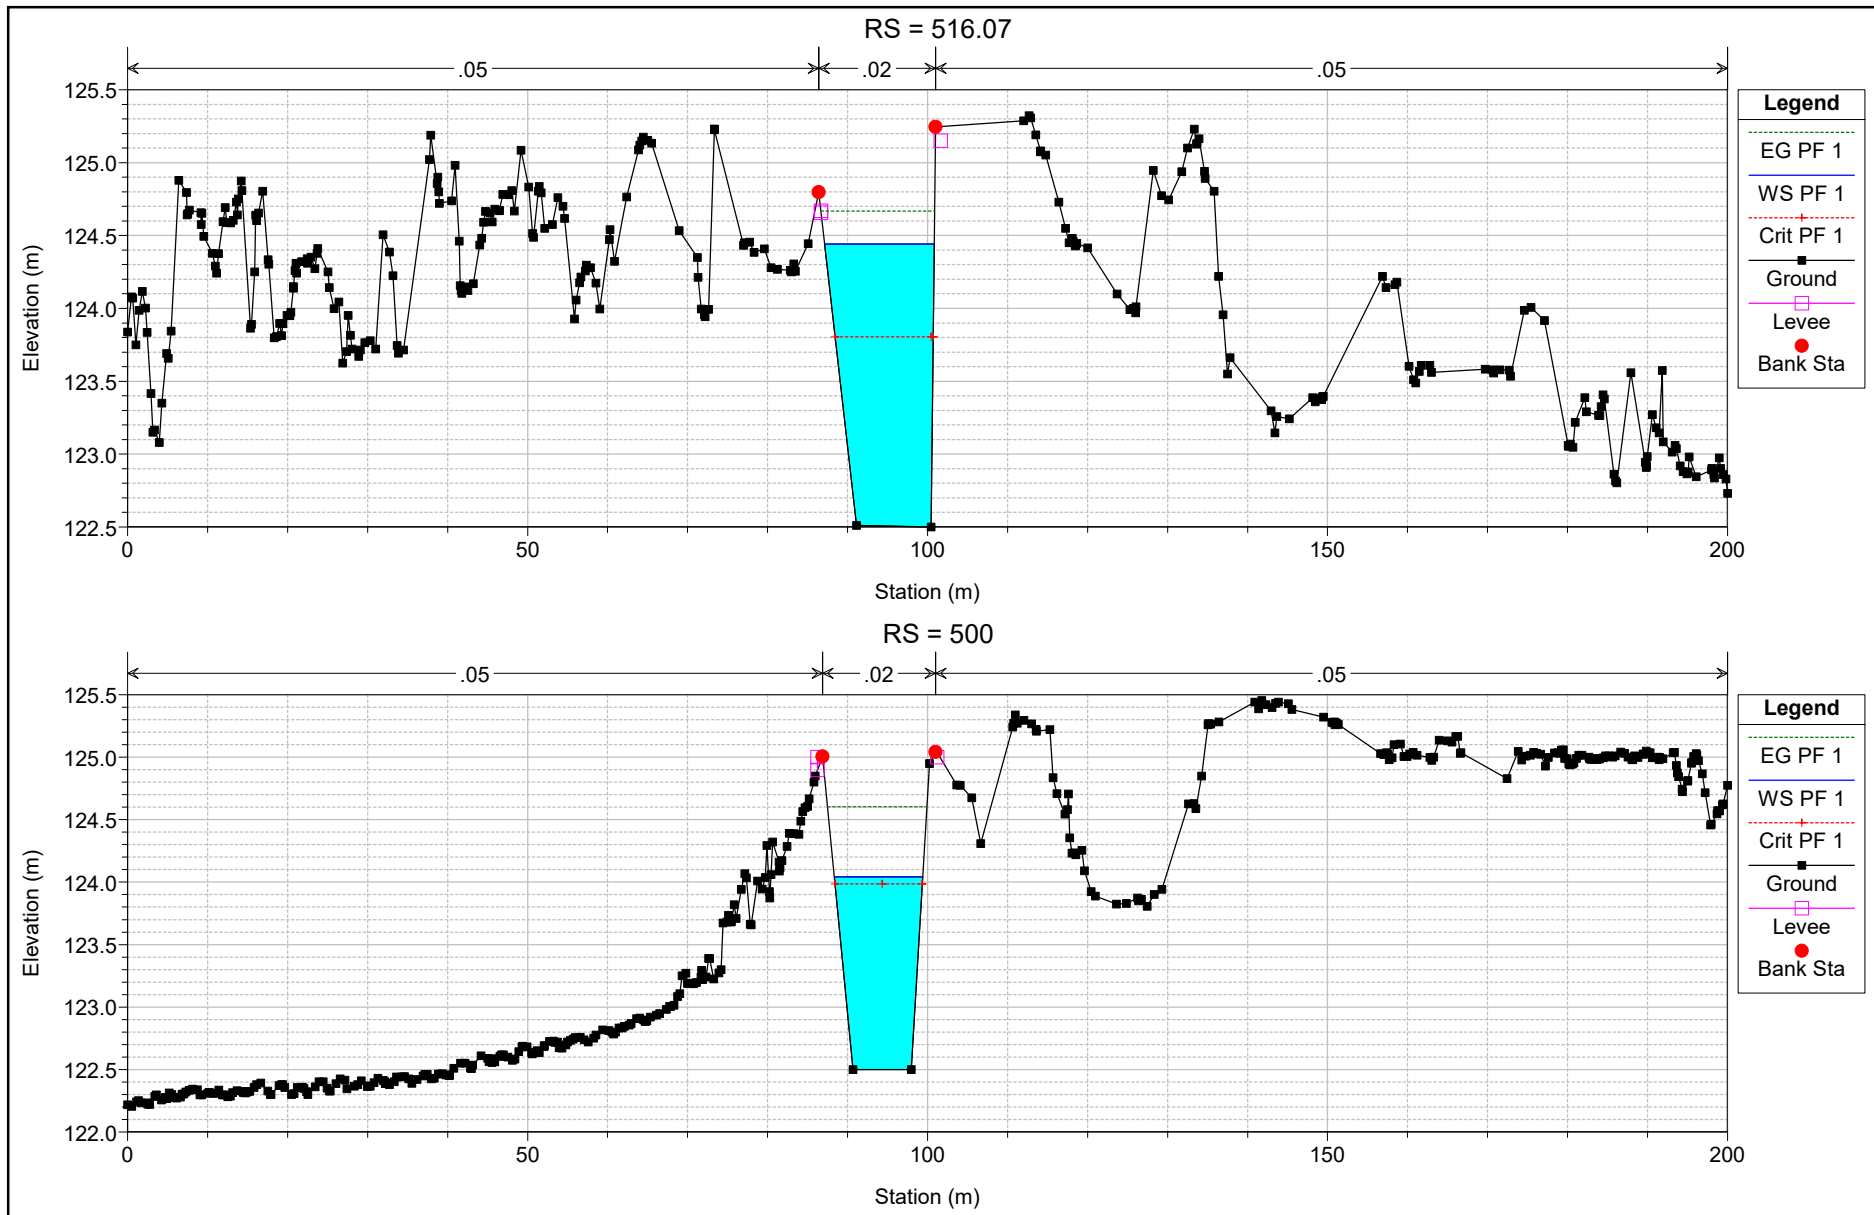 RS = 516.07
.05 .02 .05
125.5
125.0
124.5
124.0
123.5
123.0
122.5
Elevation (m)
0 50 100 150 200
Station (m)
Legend
EG PF 1
WS PF 1
Crit PF 1
Ground
Levee
Bank Sta
RS = 500
.05 .02 .05
125.5
125.0
124.5
124.0
123.5
123.0
122.5
122.0
Elevation (m)
0 50 100 150 200
Station (m)
Legend
EG PF 1
WS PF 1
Crit PF 1
Ground
Levee
Bank Sta